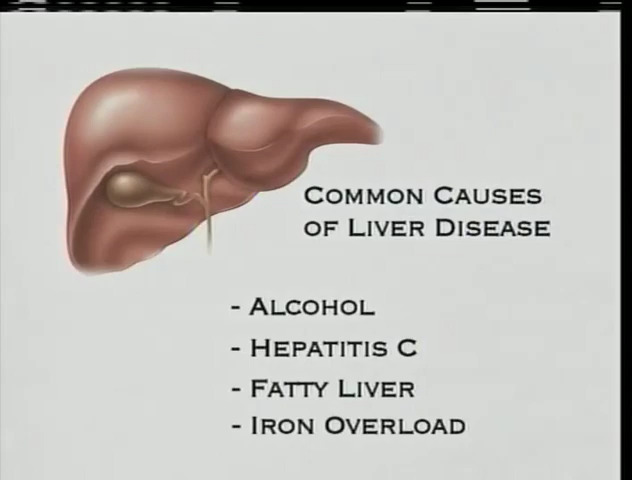 COMMON CAUSES
OF LIVER DISEASE
- ALCOHOL
- HEPATITIS C
- FATTY LIVER
- IRON OVERLOAD